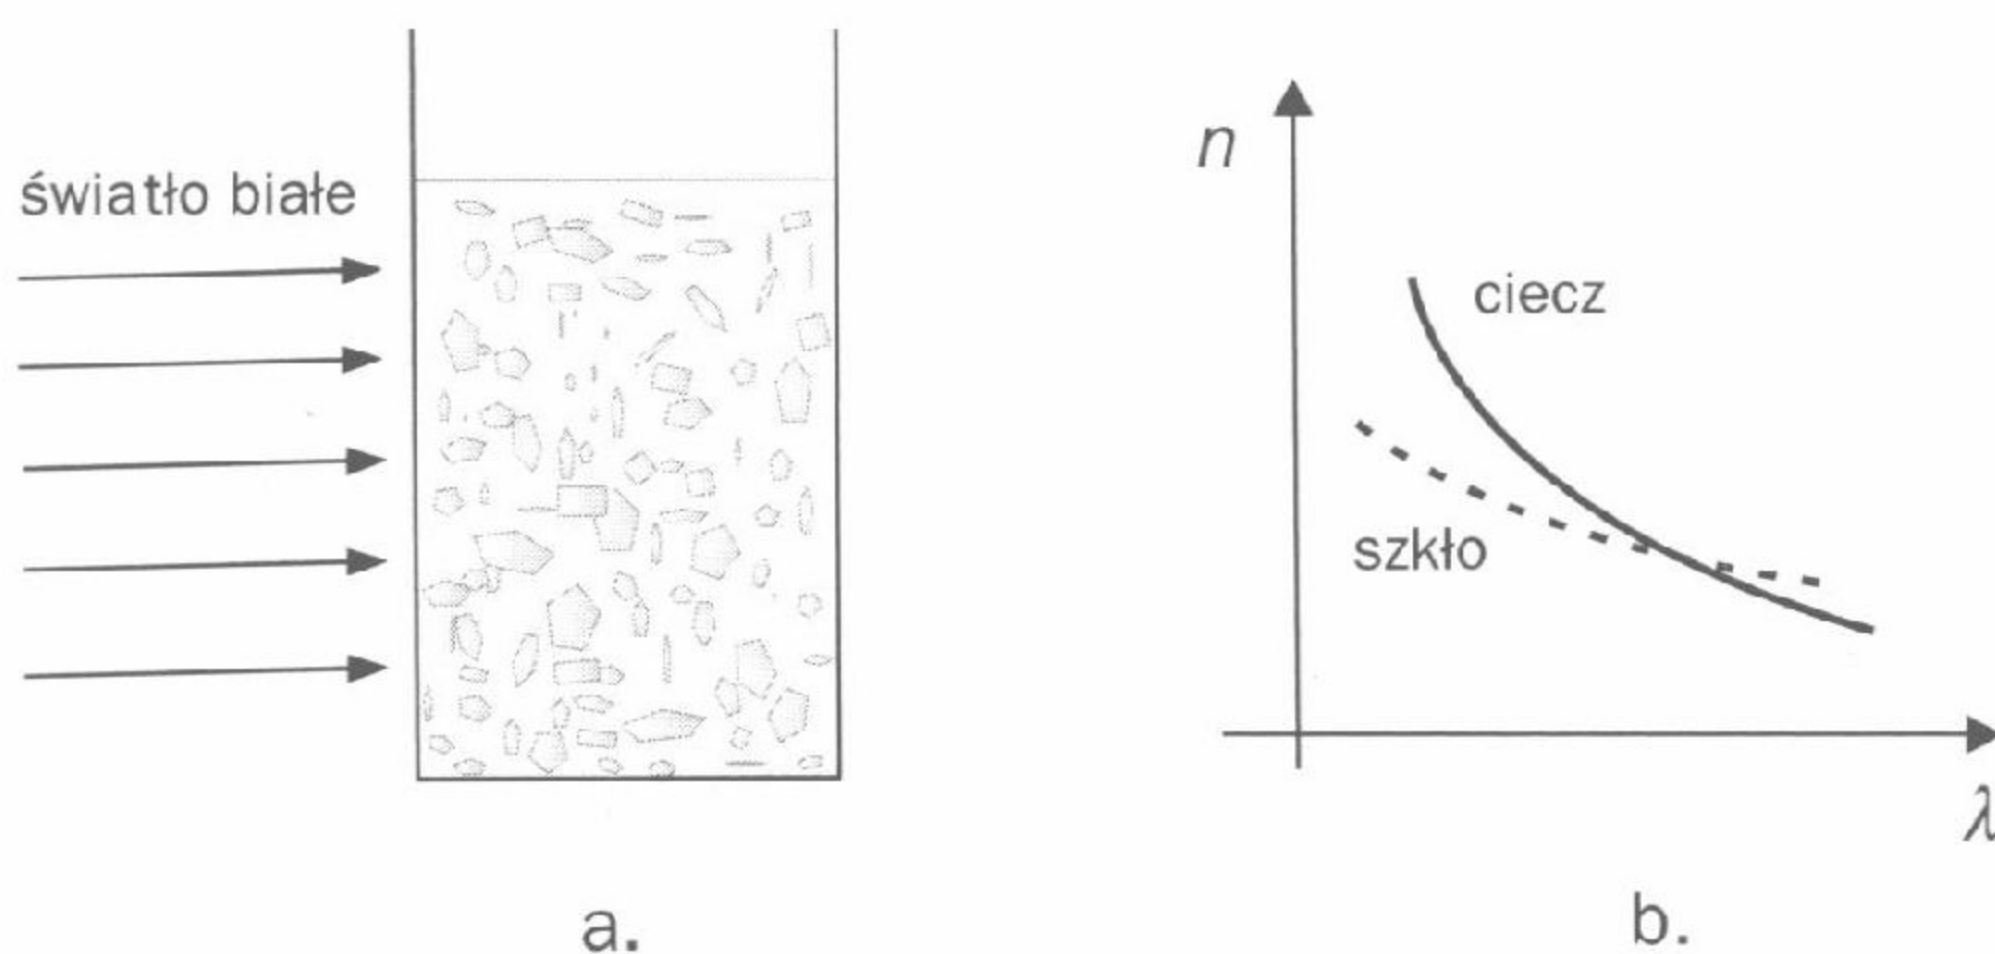 światło białe
n
ciecz
szkło
λ
a.
b.